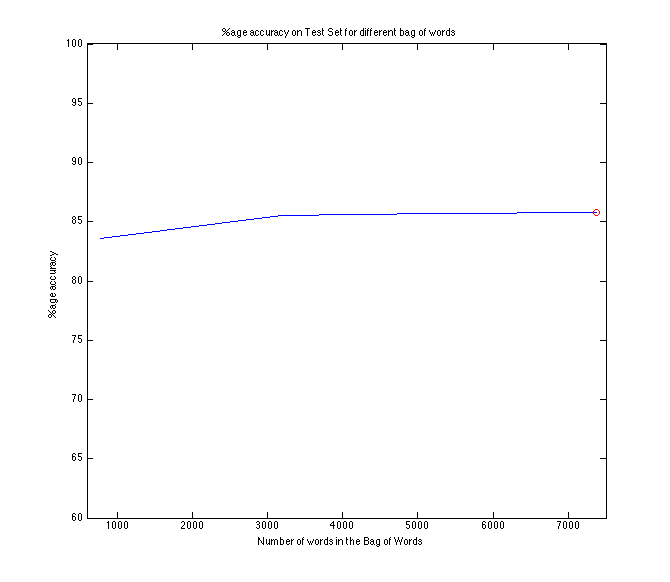 %age accuracy on Test Set for different bag of words
100
95
90
85
80
75
70
65
60
%age accuracy
1000 2000 3000 4000 5000 6000 7000
Number of words in the Bag of Words